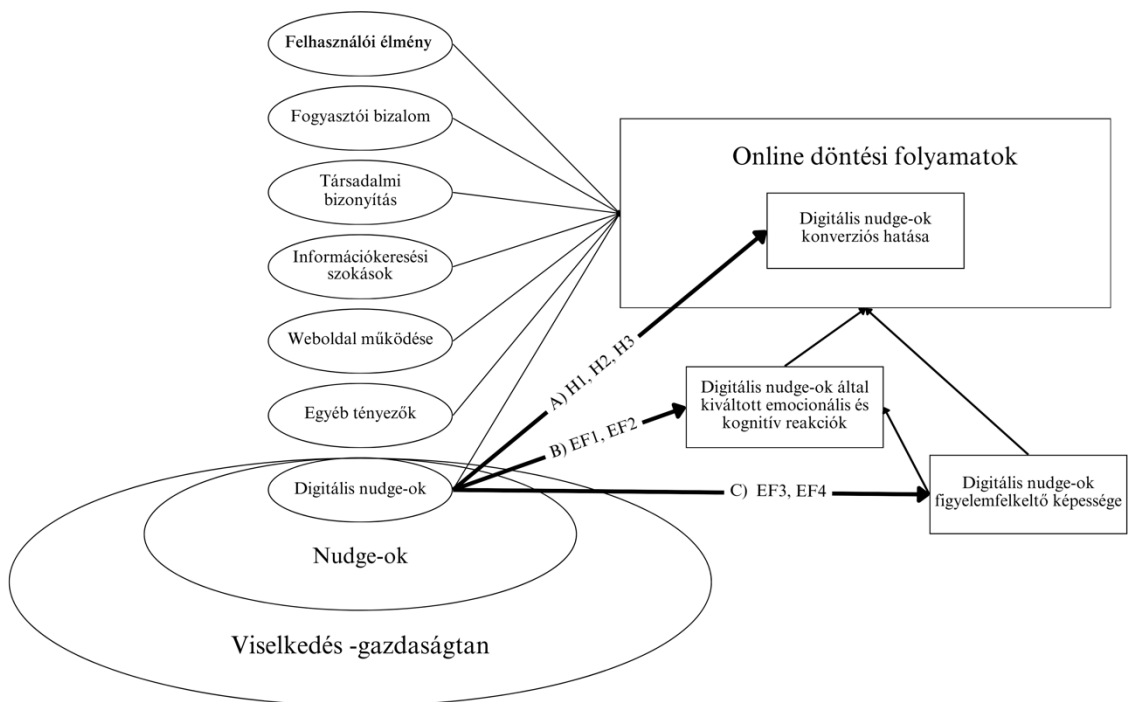 Felhasználói élmény
Fogyasztói bizalom
Társadalmi
bizonyítás
Információkeresési
szokások
Weboldal működése
Egyéb tényezők
Digitális nudge-ok
Nudge-ok
Viselkedés -gazdaságtan
Online döntési folyamatok
Digitális nudge-ok
konverziós hatása
A) H1, H2, H3
B) EF1, EF2
C) EF3, EF4
Digitális nudge-ok által
kiváltott emocionális és
kognitív reakciók
Digitális nudge-ok
figyelemfelkeltő képessége